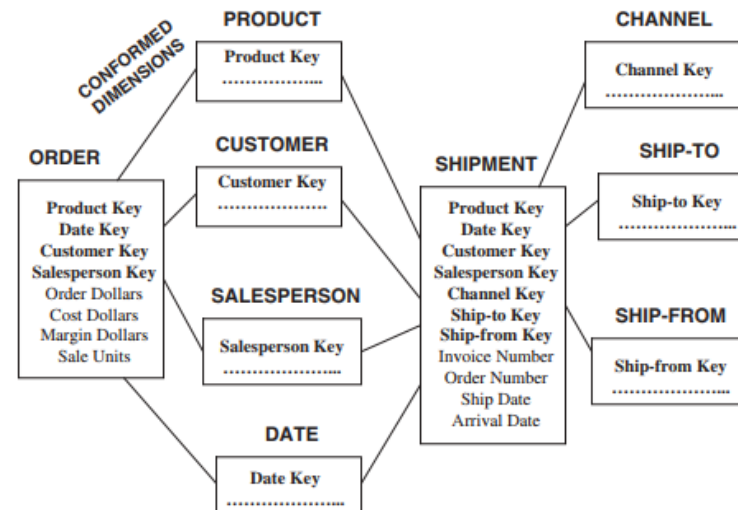 PRODUCT
Product Key
..................
CONFORMED
DIMENSIONS
CHANNEL
Channel Key
....................
ORDER
Product Key
Date Key
Customer Key
Salesperson Key
Order Dollars
Cost Dollars
Margin Dollars
Sale Units
CUSTOMER
Customer Key
..................
SALESPERSON
Salesperson Key
....................
DATE
Date Key
....................
SHIPMENT
Product Key
Date Key
Customer Key
Salesperson Key
Channel Key
Ship-to Key
Ship-from Key
Invoice Number
Order Number
Ship Date
Arrival Date
SHIP-TO
Ship-to Key
....................
SHIP-FROM
Ship-from Key
....................